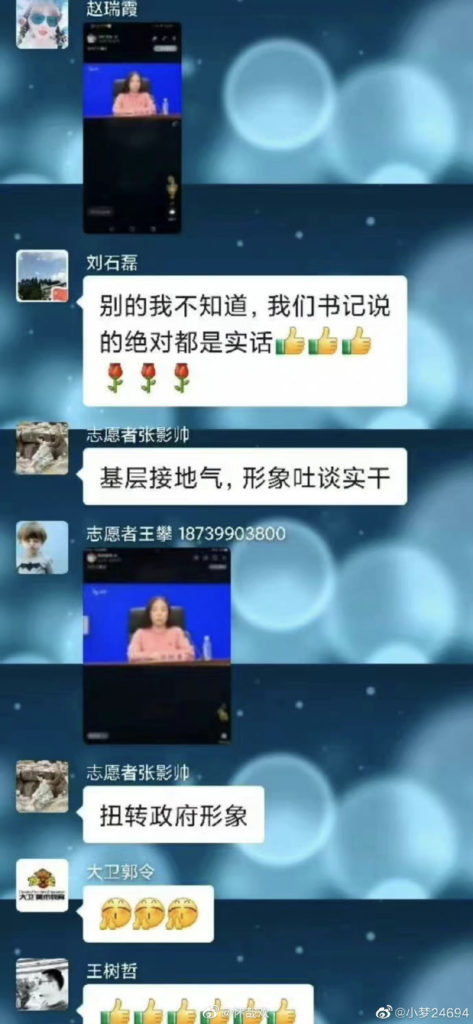 赵瑞霞
刘石磊
别的我不知道，我们书记说
的绝对都是实话
志愿者张影帅
基层接地气，形象吐谈实干
志愿者王攀 18739903800
志愿者张影帅
扭转政府形象
大卫郭令
王树哲
@小梦24694